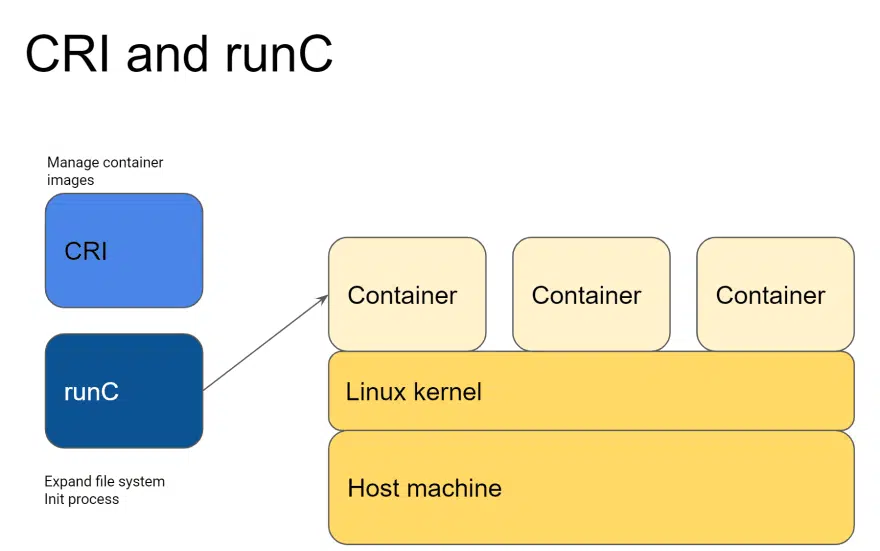 CRI and runC
Manage container
images
CRI
runC
Expand file system
Init process
Container
Container
Container
Linux kernel
Host machine